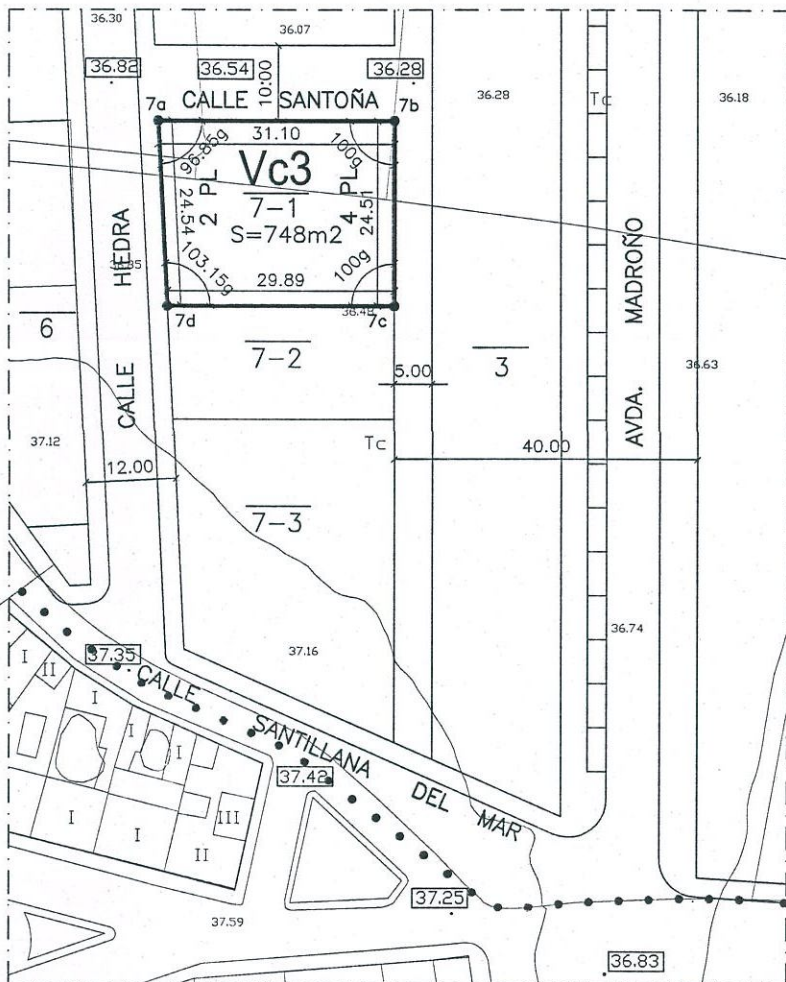 36.30
36.07
36.82
36.54
36.28
36.28
36.18
10:00
Tc
7a
CALLE SANTOÑA
7b
31.10
96.85g
100g
Vc3
2 PL
4 PL
7-1
24.54
24.51
S=748m2
103.15g
100g
29.89
7d
7c
CALLE HIEDRA
AVDA. MADROÑO
6
7-2
3
5.00
36.63
37.12
Tc
40.00
12.00
7-3
36.74
37.16
37.35
CALLE SANTILLANA DEL MAR
37.42
I
II
I
I
I
I
I
III
II
37.25
37.59
36.83